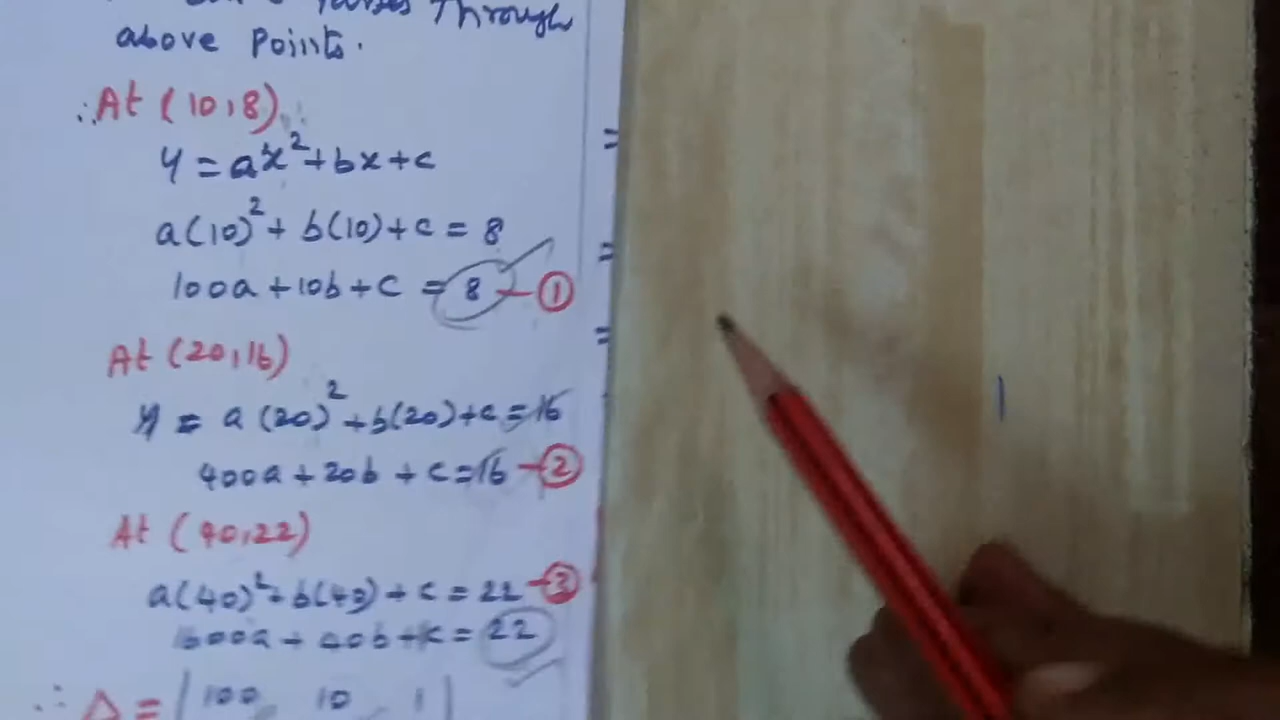 Through
above Points.
∴ At (10,8)
y = ax²+bx+c
a(10)²+ b(10)+c = 8
100a +10b+c = 8 — ①
At (20,16)
y = a (20)²+b(20)+c=16
400a +20b +c=16 —②
At (40,22)
a(40)²+b(40)+c = 22 —③
1600a + 40b+c = 22
∴ Δ = | 100 10 1 |